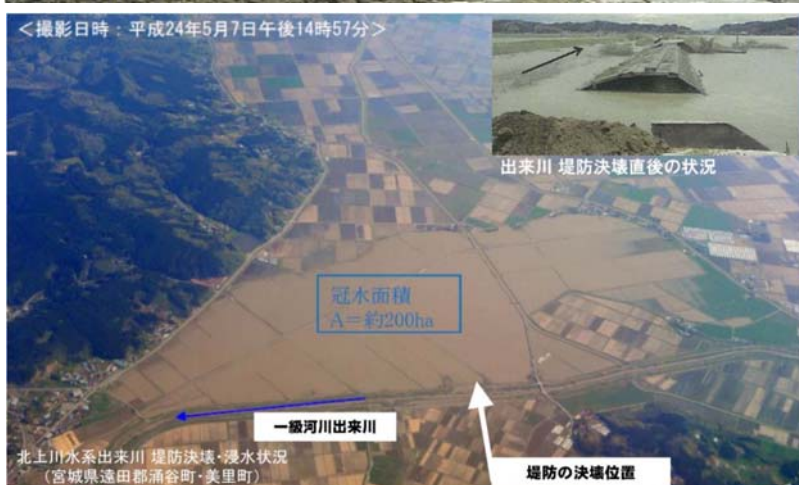 ＜撮影日時：平成24年5月7日午後14時57分＞
出来川 堤防決壊直後の状況
冠水面積
A＝約200ha
一級河川出来川
北上川水系出来川 堤防決壊・浸水状況
（宮城県遠田郡涌谷町・美里町）
堤防の決壊位置